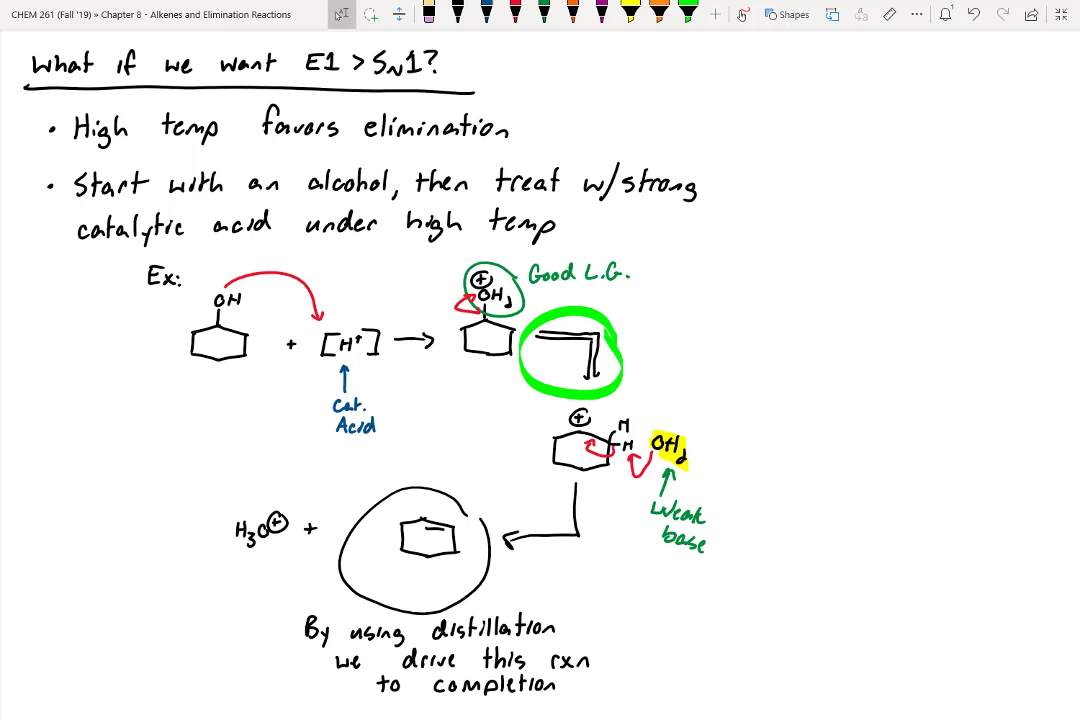 CHEM 261 (Fall '19) » Chapter 8 - Alkenes and Elimination Reactions
Shapes
What if we want E1 > SN1?
• High temp favors elimination
• Start with an alcohol, then treat w/strong
catalytic acid under high temp
Ex:
OH
+ [H+]
Cat.
Acid
⊕
OH2
Good L.G.
⊕
H
H
OH2
Weak
base
H3O⊕ +
By using distillation
we drive this rxn
to completion